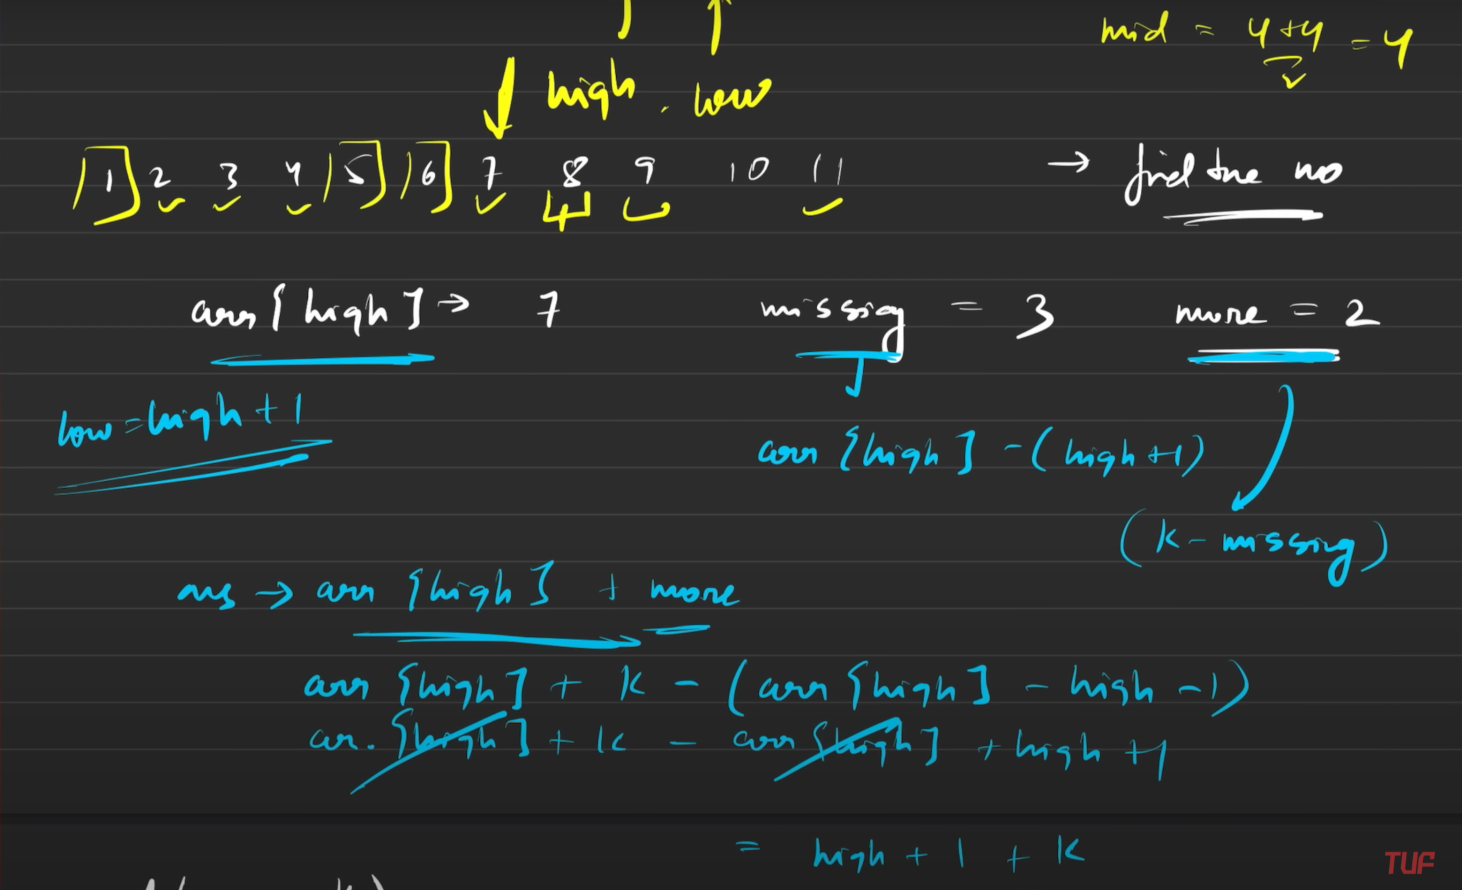 mid = 4+4 = 4
2
high . low
1 2 3 4 5 6 7 8 9 10 11 → find the no
arr[high] → 7 missing = 3 more = 2
low = high + 1
arr[high] - (high+1)
(k - missing)
ans → arr[high] + more
arr[high] + k - (arr[high] - high - 1)
arr[high] + k - arr[high] + high + 1
= high + 1 + k
TUF